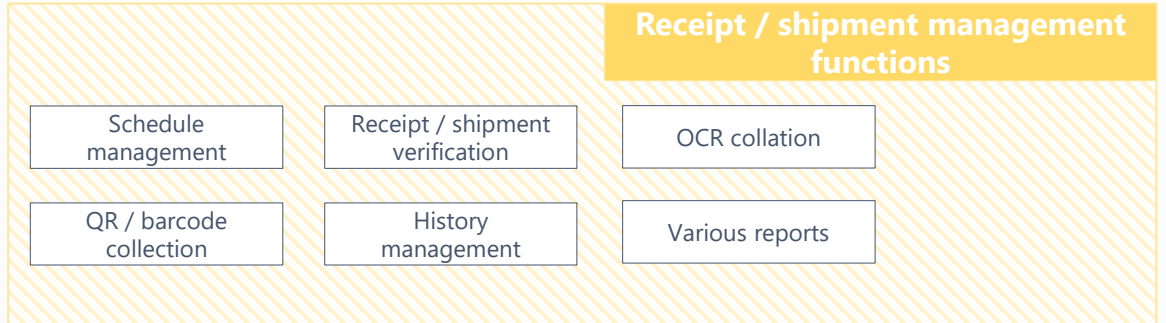 Receipt / shipment management
functions
Schedule
management
Receipt / shipment
verification
OCR collation
QR / barcode
collection
History
management
Various reports